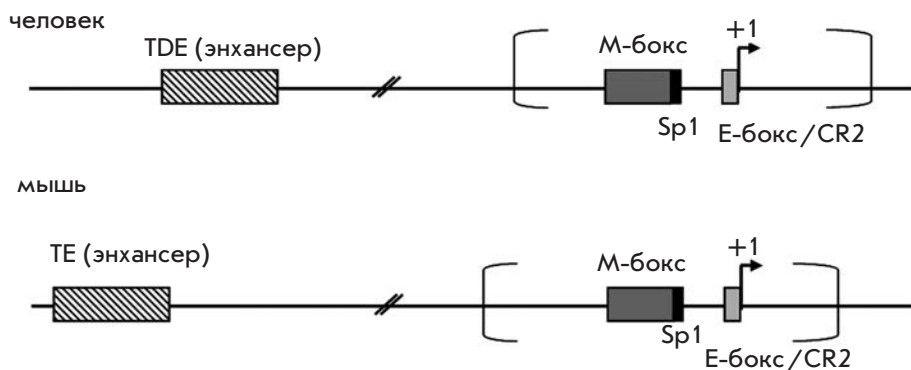 человек
TDE (энхансер)
М-бокс
+1
Sp1
Е-бокс/CR2
мышь
TE (энхансер)
М-бокс
+1
Sp1
Е-бокс/CR2